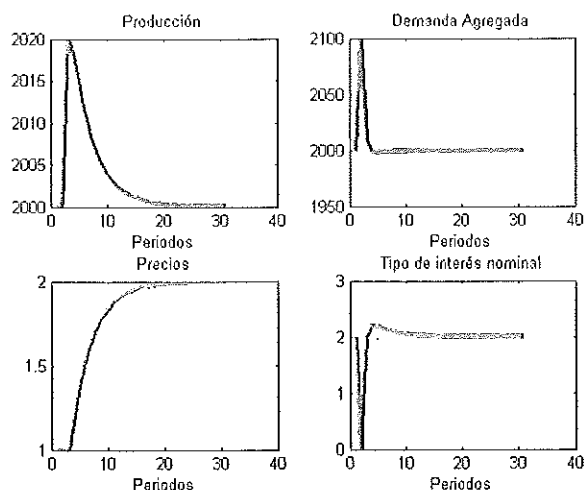 Producción
2020
2015
2010
2005
2000
0 10 20 30 40
Periodos
Demanda Agregada
2100
2050
2000
1950
0 10 20 30 40
Periodos
Precios
2
1.5
1
0 10 20 30 40
Periodos
Tipo de interés nominal
3
2
1
0
0 10 20 30 40
Periodos